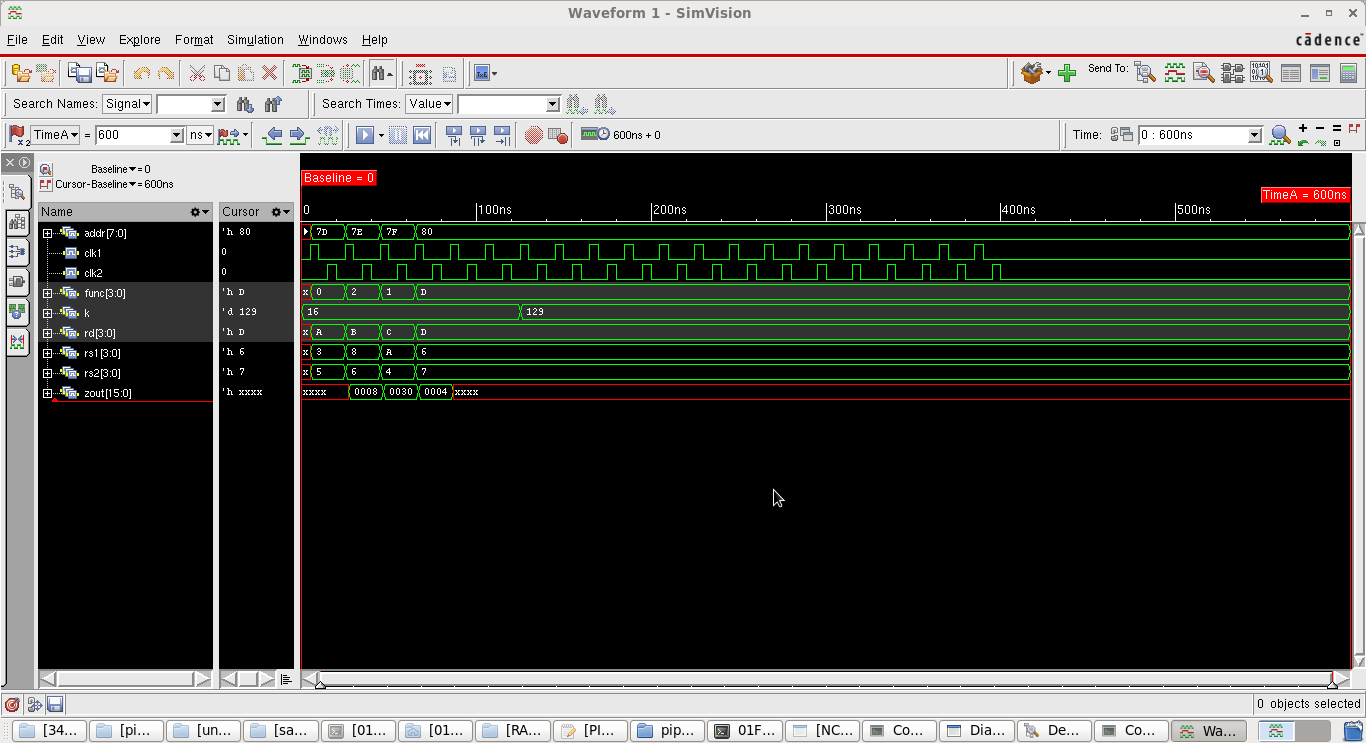 Waveform 1 - SimVision
File Edit View Explore Format Simulation Windows Help
cādence
Send To:
Search Names: Signal Search Times: Value
TimeA = 600 ns 600ns + 0 Time: 0 : 600ns
Baseline = 0
Cursor-Baseline = 600ns
Baseline = 0
TimeA = 600ns
Name Cursor 0 100ns 200ns 300ns 400ns 500ns
addr[7:0] 'h 80 7D 7E 7F 80
clk1 0
clk2 0
func[3:0] 'h D x 0 2 1 D
k 'd 129 16 129
rd[3:0] 'h D x A B C D
rs1[3:0] 'h 6 x 3 8 A 6
rs2[3:0] 'h 7 x 5 6 4 7
zout[15:0] 'h xxxx xxxx 0008 0030 0004 xxxx
0 objects selected
[34... [pi... [un... [sa... [01... [01... [RA... [PI... pip... 01F... [NC... Co... Dia... De... Co... Wa...